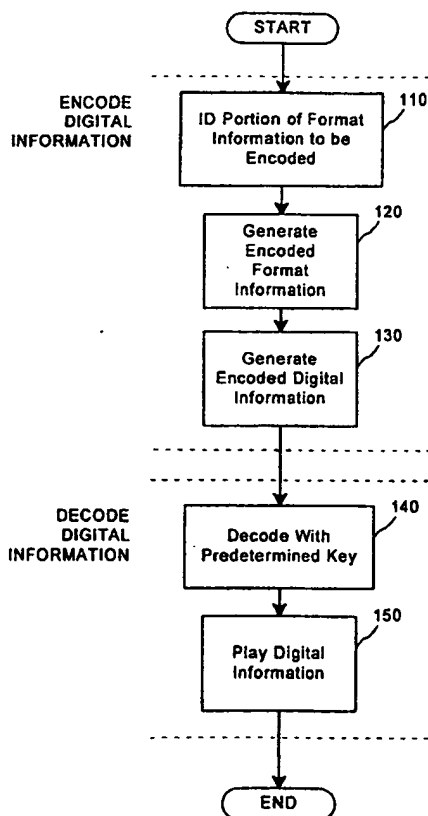 START
ENCODE
DIGITAL
INFORMATION
110
ID Portion of Format
Information to be
Encoded
120
Generate
Encoded
Format
Information
130
Generate
Encoded Digital
Information
DECODE
DIGITAL
INFORMATION
140
Decode With
Predetermined Key
150
Play Digital
Information
END